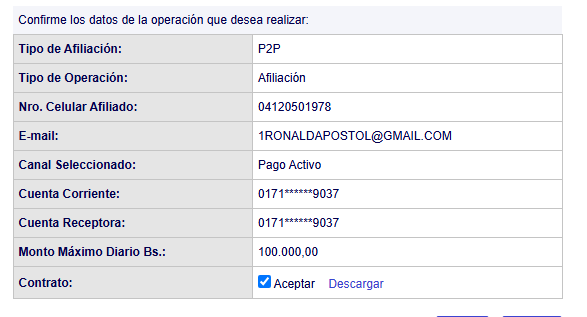 Confirme los datos de la operación que desea realizar:
Tipo de Afiliación: P2P
Tipo de Operación: Afiliación
Nro. Celular Afiliado: 04120501978
E-mail: 1RONALDAPOSTOL@GMAIL.COM
Canal Seleccionado: Pago Activo
Cuenta Corriente: 0171******9037
Cuenta Receptora: 0171******9037
Monto Máximo Diario Bs.: 100.000,00
Contrato: Aceptar Descargar